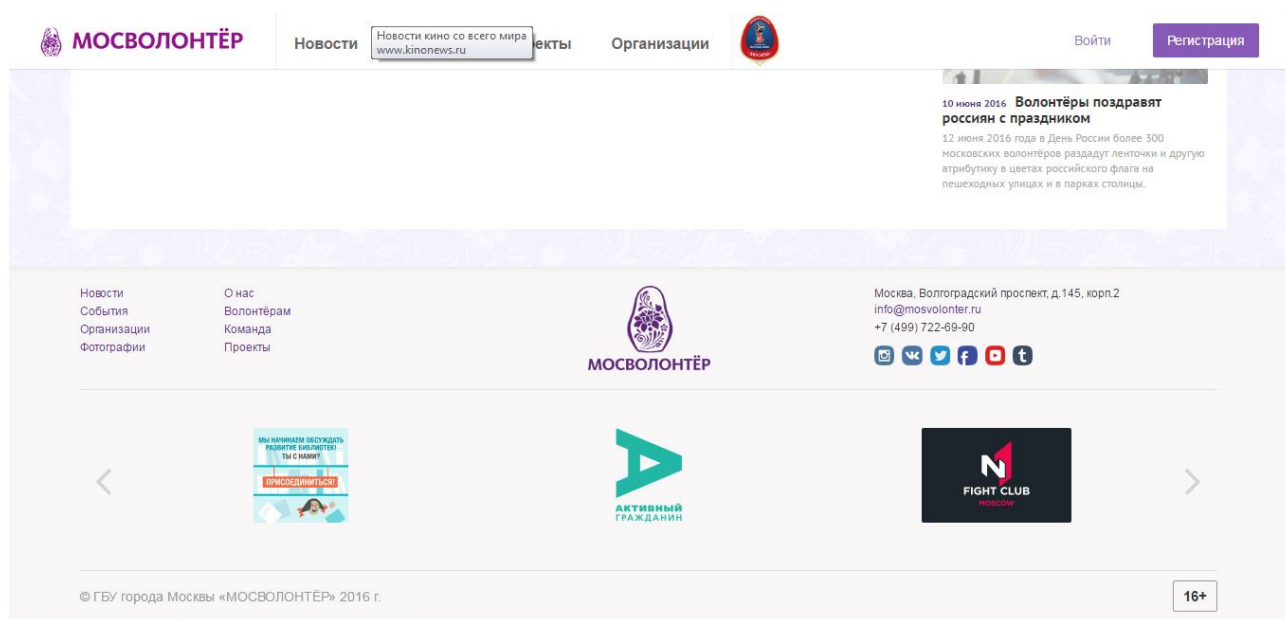 МОСВОЛОНТЁР
Новости
Новости кино со всего мира
www.kinonews.ru
екты
Организации
МОСКВА
Войти
Регистрация
10 июня 2016 Волонтёры поздравят
россиян с праздником
12 июня 2016 года в День России более 300
московских волонтёров раздадут ленточки и другую
атрибутику в цветах российского флага на
пешеходных улицах и в парках столицы.
Новости
События
Организации
Фотографии
О нас
Волонтёрам
Команда
Проекты
МОСВОЛОНТЁР
Москва, Волгоградский проспект, д.145, корп.2
info@mosvolonter.ru
+7 (499) 722-69-90
МЫ НАЧИНАЕМ ОБСУЖДАТЬ
РАЗВИТИЕ БИБЛИОТЕК!
ТЫ С НАМИ?
ПРИСОЕДИНИТЬСЯ!
АКТИВНЫЙ
ГРАЖДАНИН
N1
FIGHT CLUB
MOSCOW
© ГБУ города Москвы «МОСВОЛОНТЁР» 2016 г.
16+